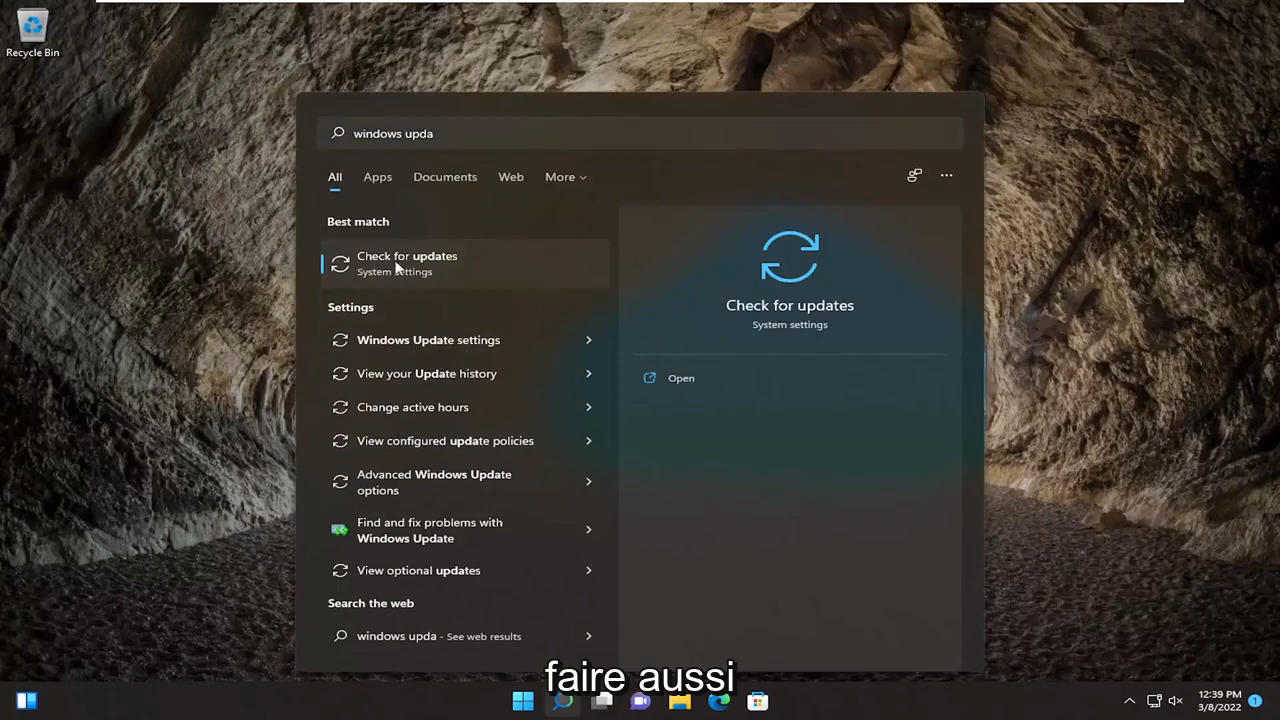 Recycle Bin
windows upda
All Apps Documents Web More
Best match
Check for updates
System settings
Settings
Windows Update settings
View your Update history
Change active hours
View configured update policies
Advanced Windows Update
options
Find and fix problems with
Windows Update
View optional updates
Search the web
windows upda - See web results
Check for updates
System settings
Open
faire aussi
12:39 PM
3/8/2022
1